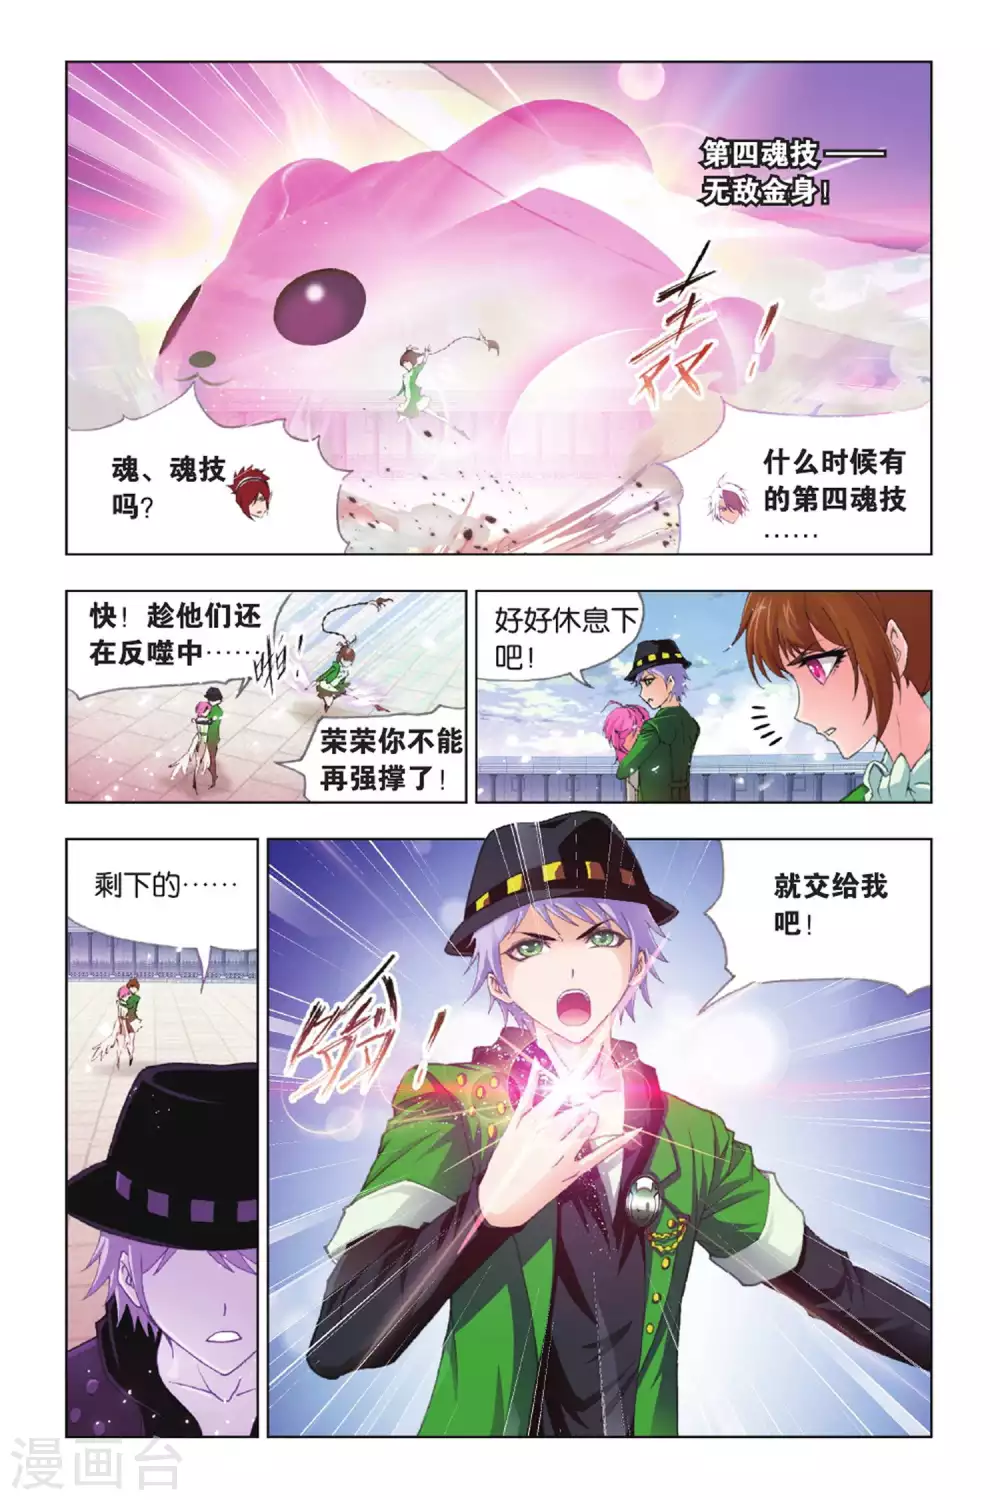 第四魂技——
无敌金身！
魂、魂技
吗？
什么时候有
的第四魂技
……
快！趁他们还
在反噬中……
啪！
荣荣你不能
再强撑了！
好好休息下
吧！
剩下的……
就交给我
吧！
漫画台